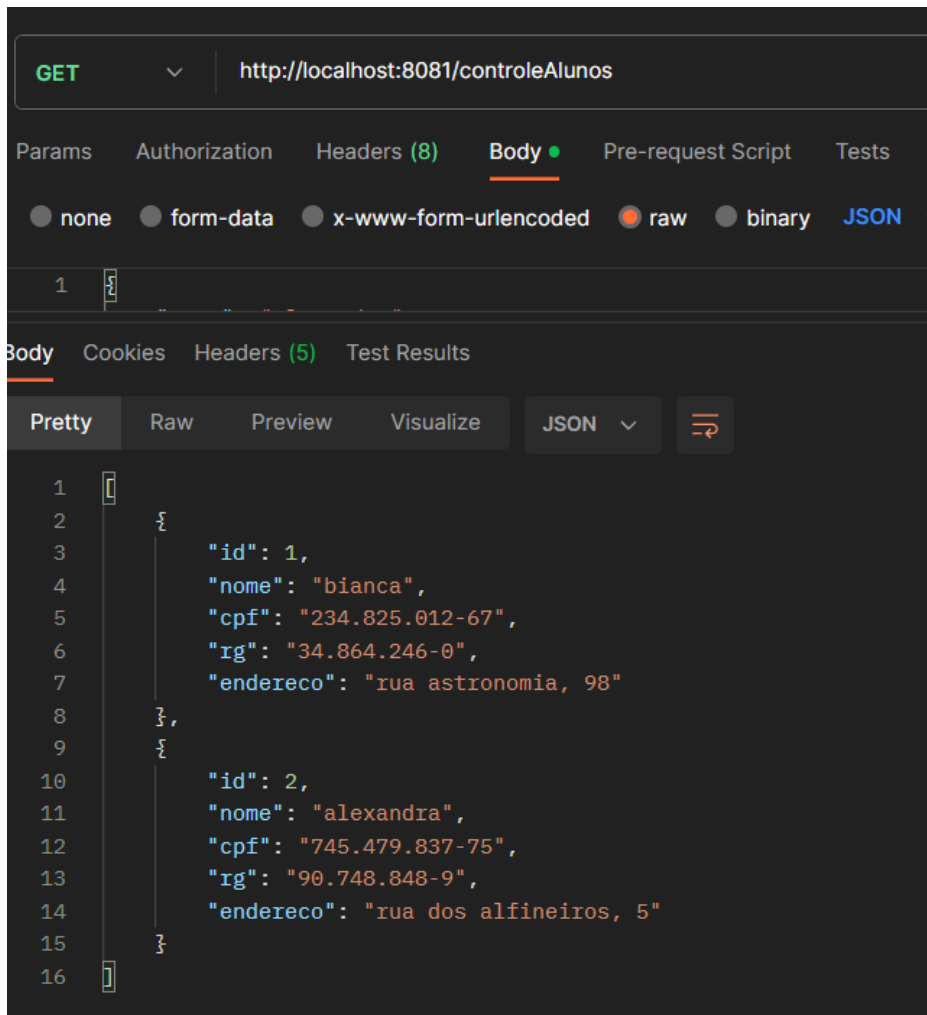 GET http://localhost:8081/controleAlunos
Params Authorization Headers (8) Body Pre-request Script Tests
none form-data x-www-form-urlencoded raw binary JSON
1 {
Body Cookies Headers (5) Test Results
Pretty Raw Preview Visualize JSON
1 [
2 {
3 "id": 1,
4 "nome": "bianca",
5 "cpf": "234.825.012-67",
6 "rg": "34.864.246-0",
7 "endereco": "rua astronomia, 98"
8 },
9 {
10 "id": 2,
11 "nome": "alexandra",
12 "cpf": "745.479.837-75",
13 "rg": "90.748.848-9",
14 "endereco": "rua dos alfineiros, 5"
15 }
16 ]